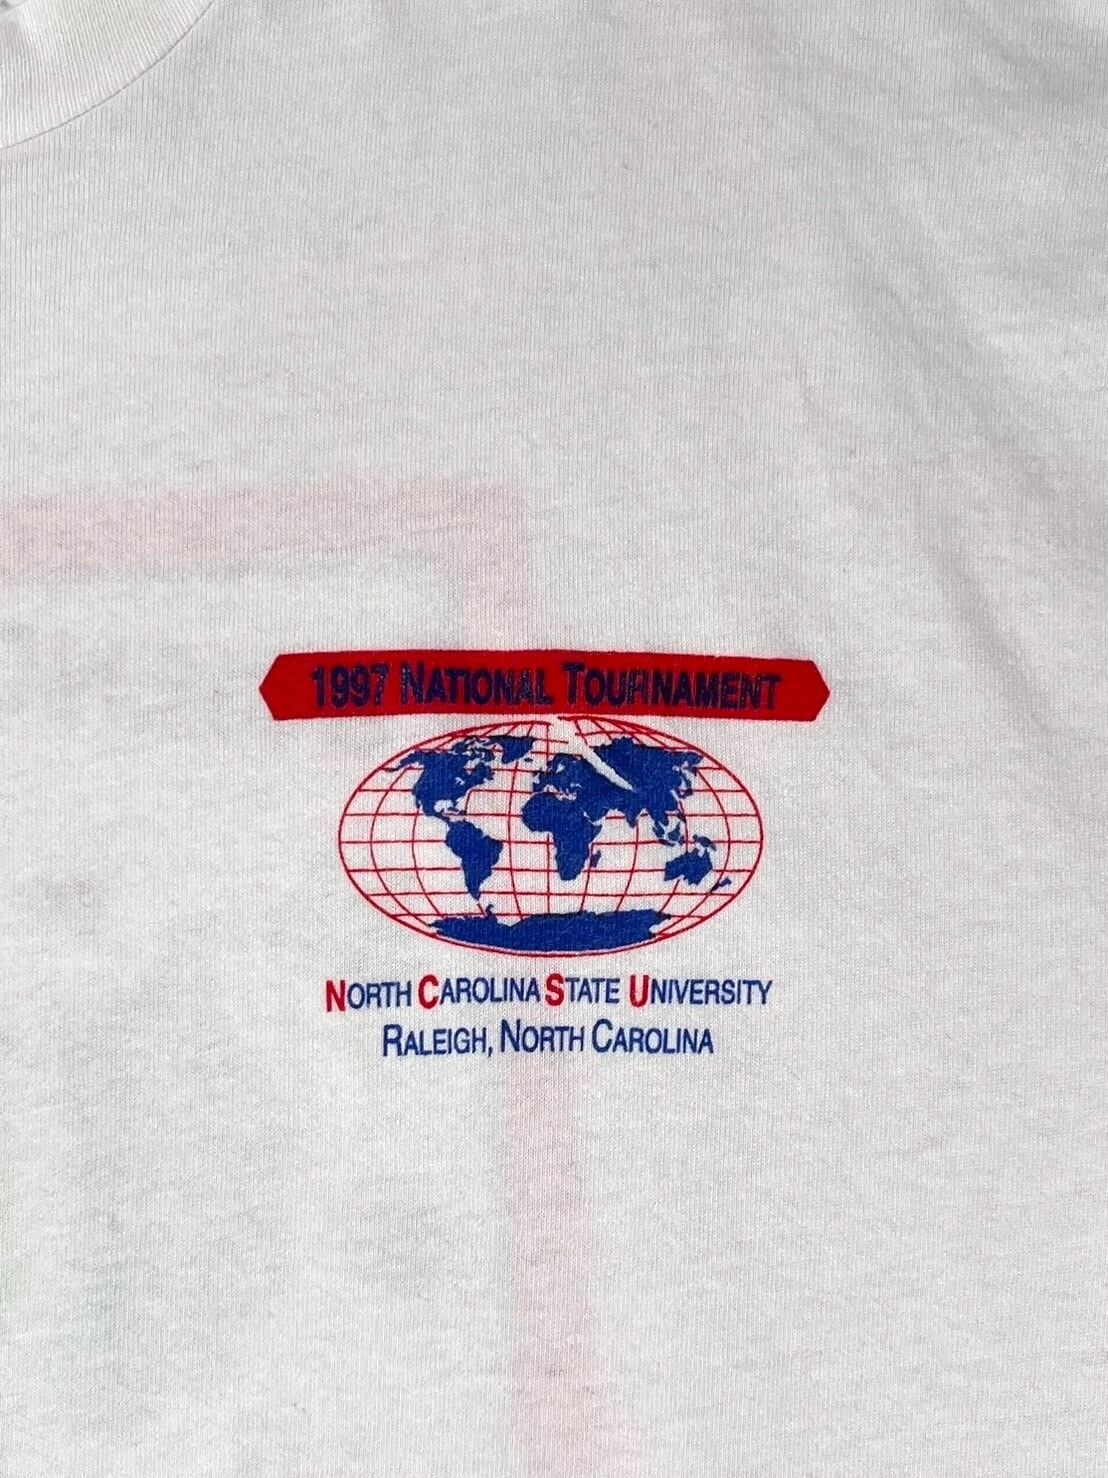 1997 NATIONAL TOURNAMENT
NORTH CAROLINA STATE UNIVERSITY
RALEIGH, NORTH CAROLINA